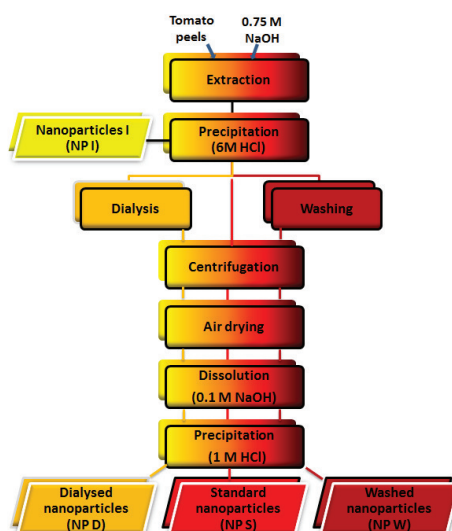 Tomato peels
0.75 M NaOH
Extraction
Nanoparticles I
(NP I)
Precipitation
(6M HCl)
Dialysis
Washing
Centrifugation
Air drying
Dissolution
(0.1 M NaOH)
Precipitation
(1 M HCl)
Dialysed
nanoparticles
(NP D)
Standard
nanoparticles
(NP S)
Washed
nanoparticles
(NP W)